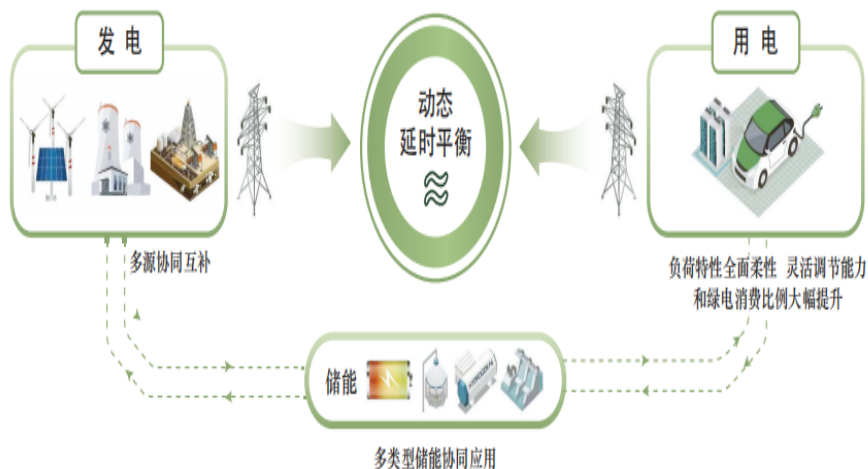 发电
用电
动态
延时平衡
多源协同互补
负荷特性全面柔性 灵活调节能力
和绿电消费比例大幅提升
储能
HYDROGEN H₂
多类型储能协同应用